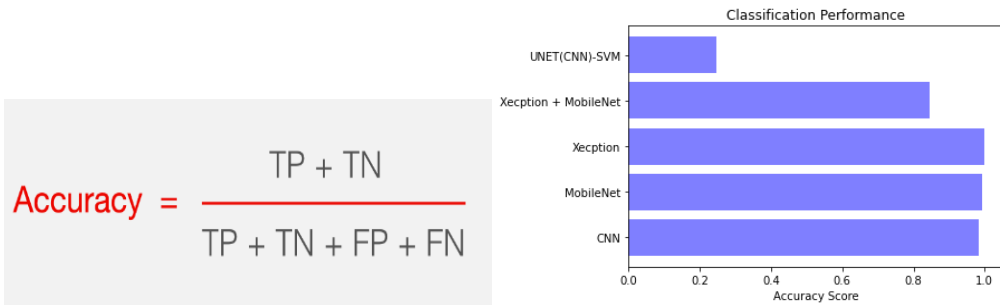 Accuracy = TP + TN
TP + TN + FP + FN
Classification Performance
UNET(CNN)-SVM
Xecption + MobileNet
Xecption
MobileNet
CNN
0.0 0.2 0.4 0.6 0.8 1.0
Accuracy Score